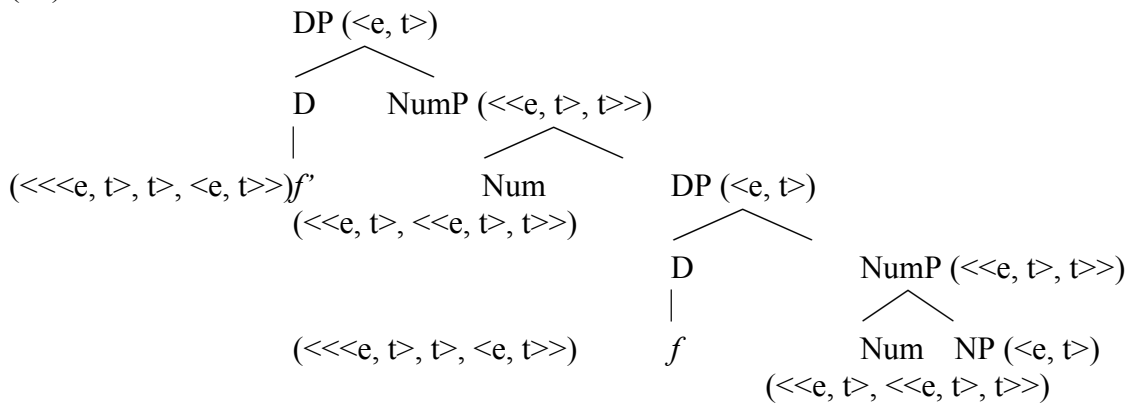 DP (<e, t>)
D NumP (<<e, t>, t>>)
(<<<e, t>, t>, <e, t>>) f’ Num DP (<e, t>)
(<<e, t>, <<e, t>, t>>)
D NumP (<<e, t>, t>>)
(<<<e, t>, t>, <e, t>>) f Num NP (<e, t>)
(<<e, t>, <<e, t>, t>>)